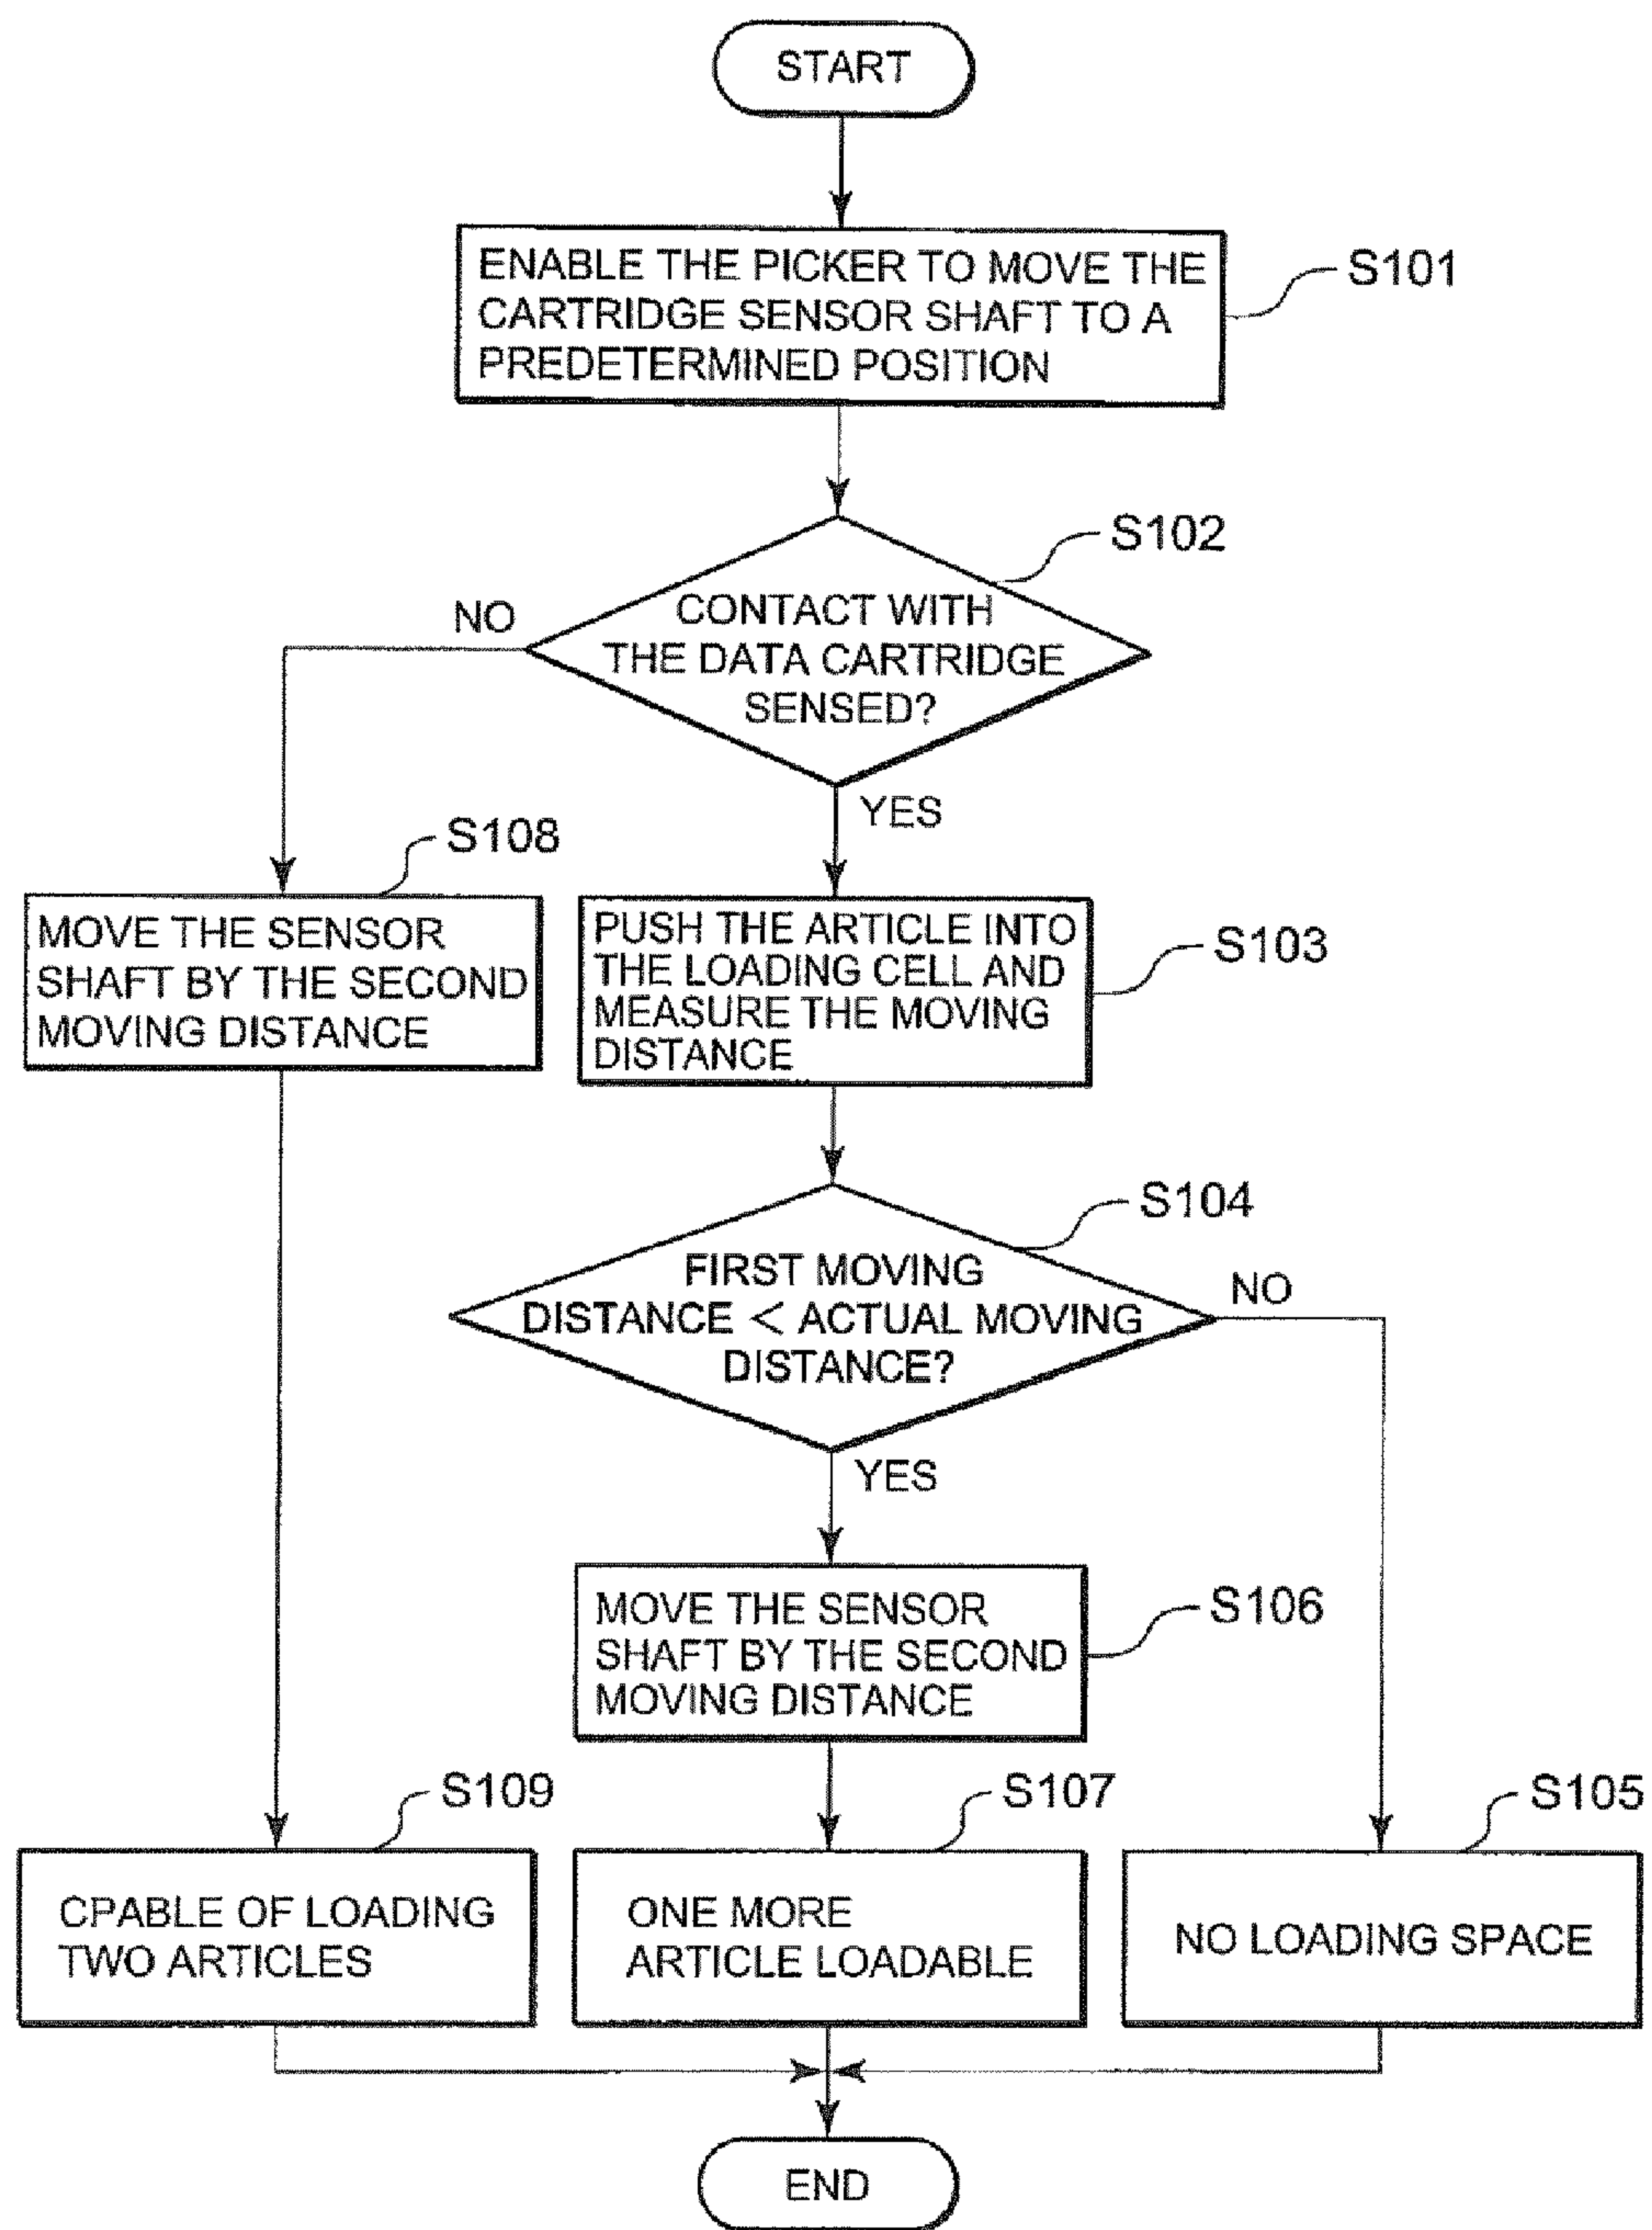 START
ENABLE THE PICKER TO MOVE THE
CARTRIDGE SENSOR SHAFT TO A
PREDETERMINED POSITION
S101
S102
CONTACT WITH
THE DATA CARTRIDGE
SENSED?
NO
YES
S108
MOVE THE SENSOR
SHAFT BY THE SECOND
MOVING DISTANCE
PUSH THE ARTICLE INTO
THE LOADING CELL AND
MEASURE THE MOVING
DISTANCE
S103
S104
FIRST MOVING
DISTANCE < ACTUAL MOVING
DISTANCE?
NO
YES
MOVE THE SENSOR
SHAFT BY THE SECOND
MOVING DISTANCE
S106
S109
CPABLE OF LOADING
TWO ARTICLES
S107
ONE MORE
ARTICLE LOADABLE
S105
NO LOADING SPACE
END